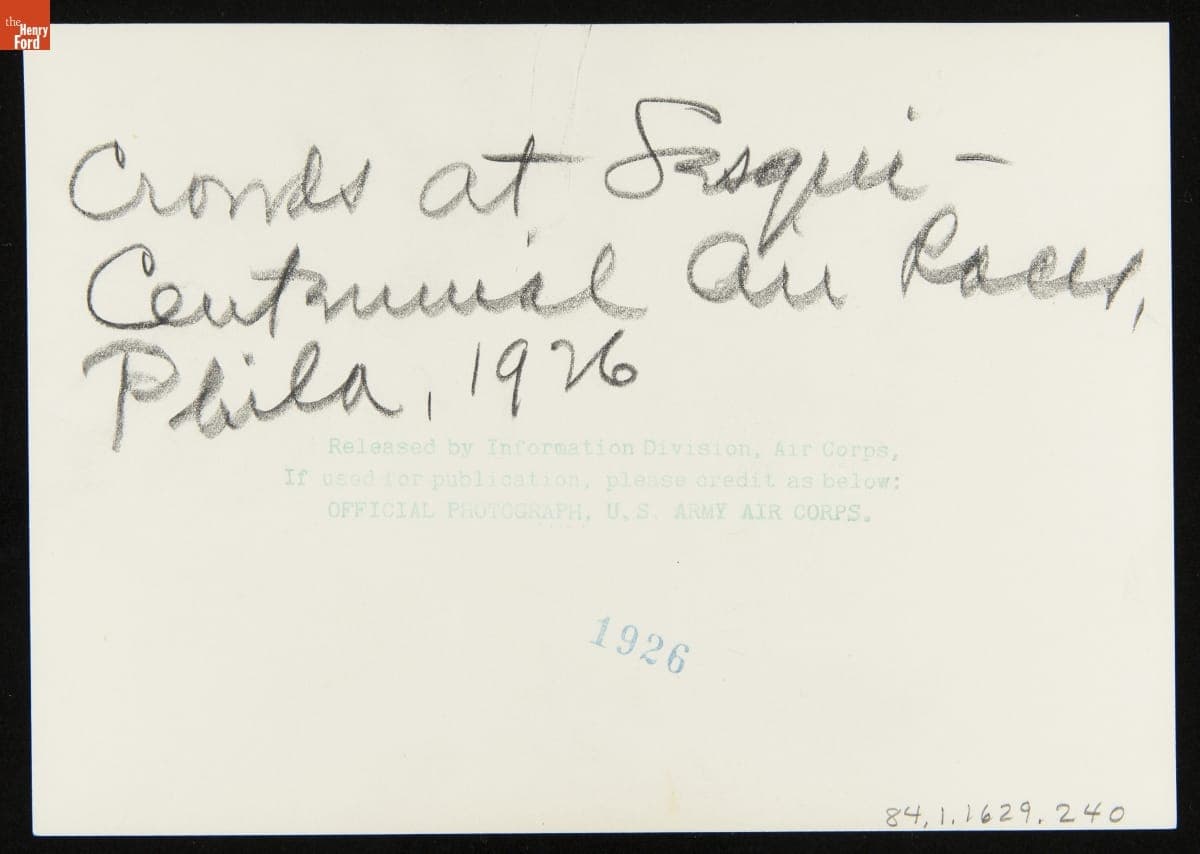 the
Henry
Ford
Crowds at Sesqui-
Centennial Air Races,
Phila, 1926
Released by Information Division, Air Corps,
If used for publication, please credit as below:
OFFICIAL PHOTOGRAPH, U.S. ARMY AIR CORPS.
1926
84.1.1629.240